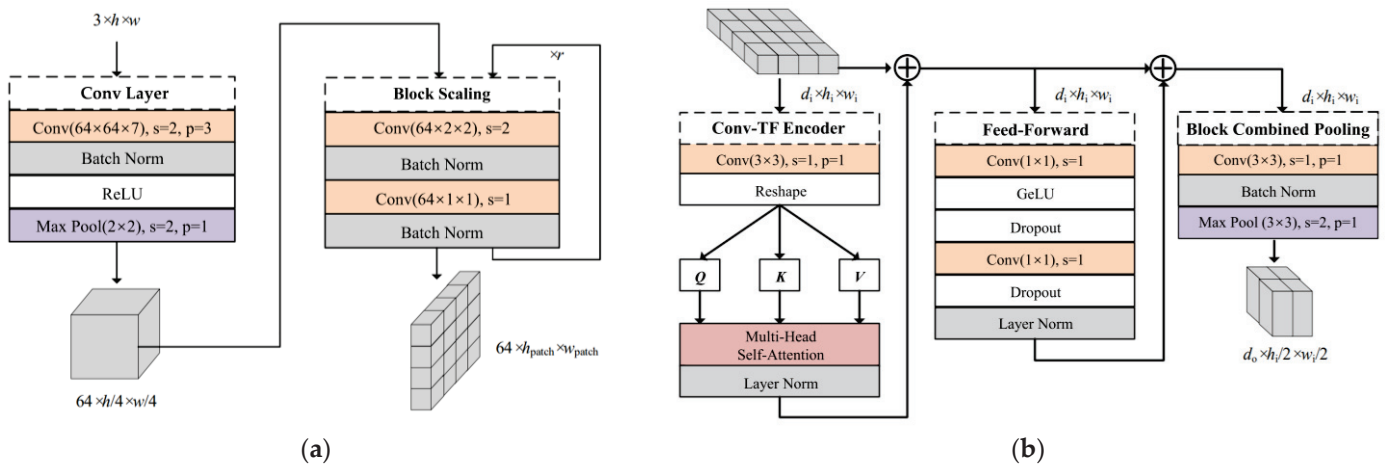 3×h×w
Conv Layer
Conv(64×64×7), s=2, p=3
Batch Norm
ReLU
Max Pool(2×2), s=2, p=1
64×h/4×w/4
×r
Block Scaling
Conv(64×2×2), s=2
Batch Norm
Conv(64×1×1), s=1
Batch Norm
64×hpatch×wpatch
(a)
di×hi×wi
Conv-TF Encoder
Conv(3×3), s=1, p=1
Reshape
Q K V
Multi-Head
Self-Attention
Layer Norm
di×hi×wi
Feed-Forward
Conv(1×1), s=1
GeLU
Dropout
Conv(1×1), s=1
Dropout
Layer Norm
di×hi×wi
Block Combined Pooling
Conv(3×3), s=1, p=1
Batch Norm
Max Pool (3×3), s=2, p=1
do×hi/2×wi/2
(b)